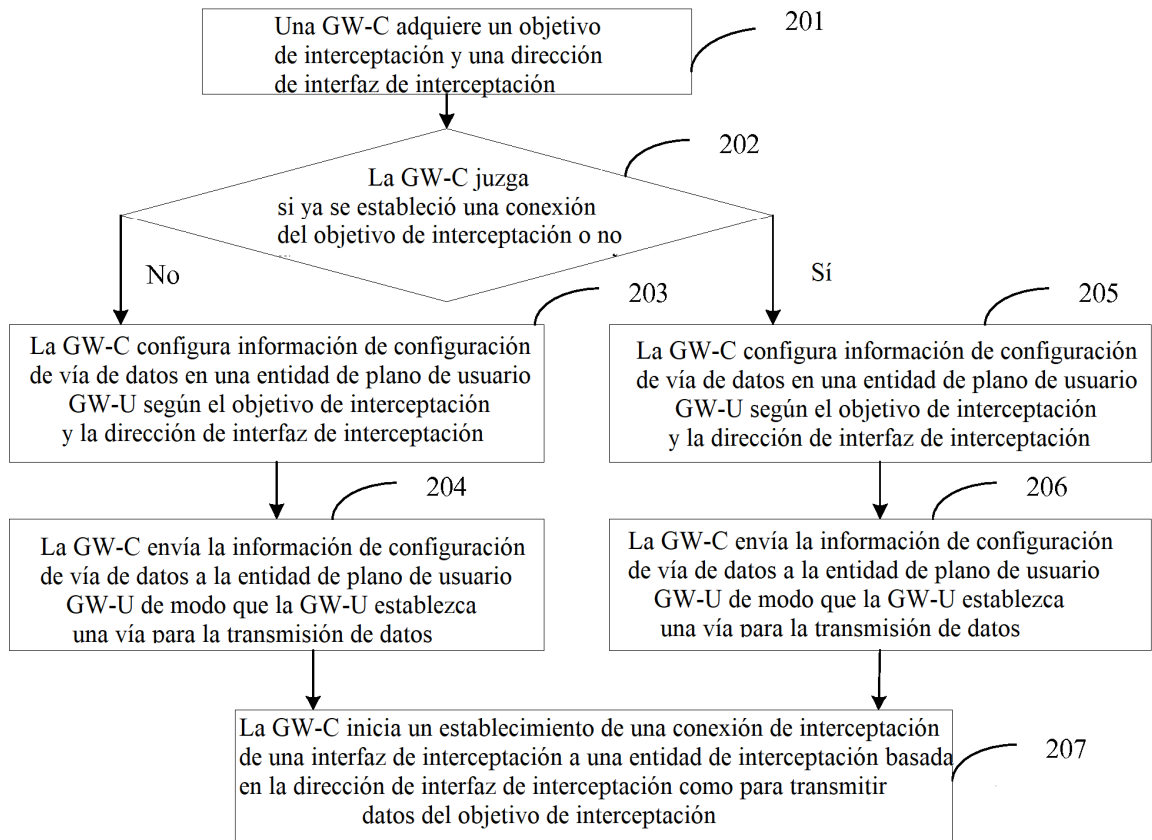 Una GW-C adquiere un objetivo
de interceptación y una dirección
de interfaz de interceptación
201
202
La GW-C juzga
si ya se estableció una conexión
del objetivo de interceptación o no
No
Sí
203
La GW-C configura información de configuración
de vía de datos en una entidad de plano de usuario
GW-U según el objetivo de interceptación
y la dirección de interfaz de interceptación
205
La GW-C configura información de configuración
de vía de datos en una entidad de plano de usuario
GW-U según el objetivo de interceptación
y la dirección de interfaz de interceptación
204
La GW-C envía la información de configuración
de vía de datos a la entidad de plano de usuario
GW-U de modo que la GW-U establezca
una vía para la transmisión de datos
206
La GW-C envía la información de configuración
de vía de datos a la entidad de plano de usuario
GW-U de modo que la GW-U establezca
una vía para la transmisión de datos
La GW-C inicia un establecimiento de una conexión de interceptación
de una interfaz de interceptación a una entidad de interceptación basada
en la dirección de interfaz de interceptación como para transmitir
datos del objetivo de interceptación
207